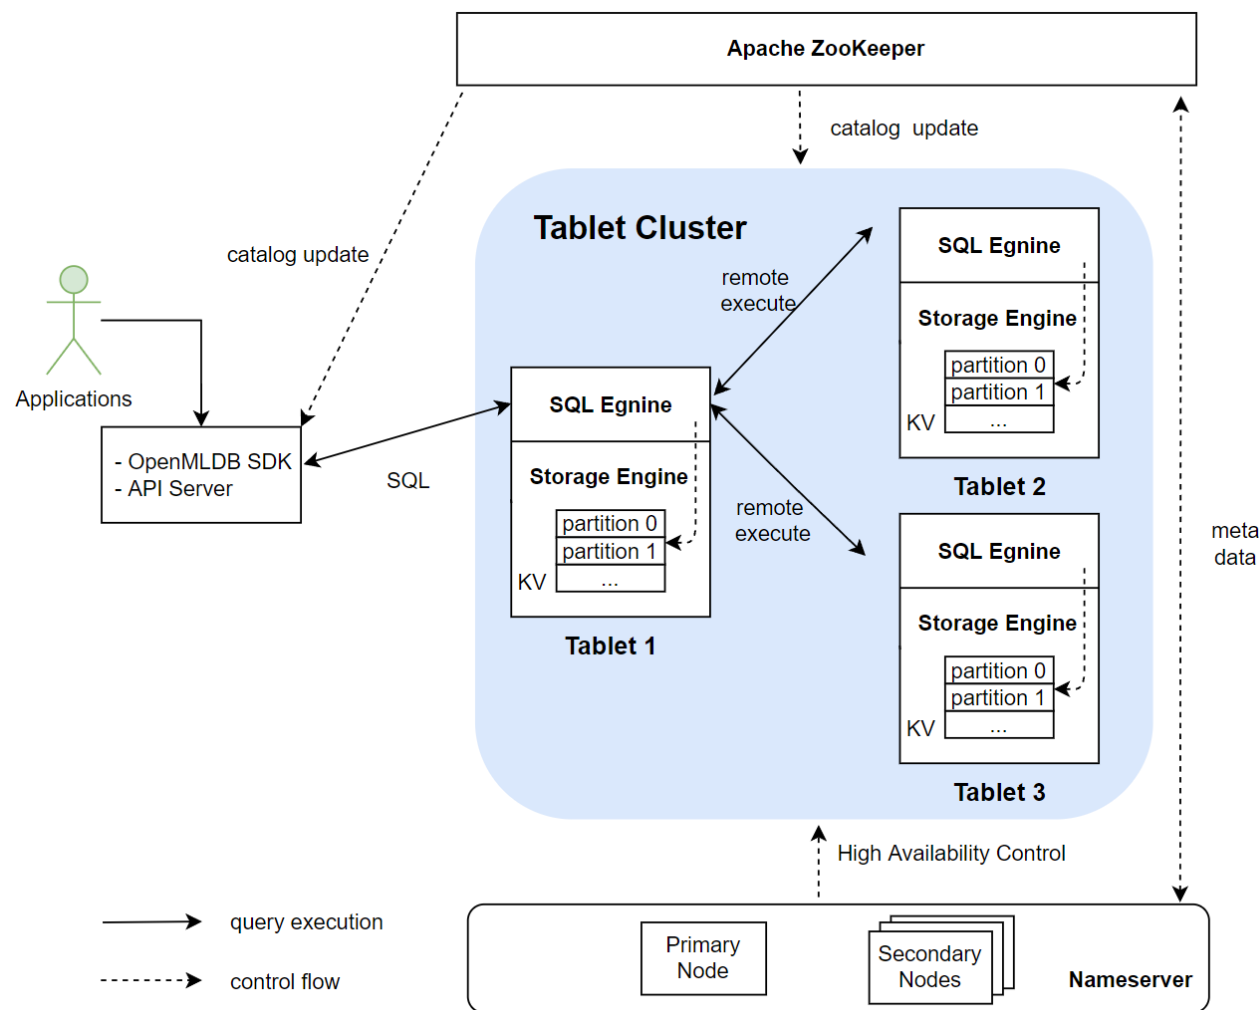 Apache ZooKeeper
catalog update
Tablet Cluster
catalog update
remote
execute
SQL Egnine
Storage Engine
partition 0
partition 1
...
KV
Tablet 2
Applications
- OpenMLDB SDK
- API Server
SQL
SQL Egnine
Storage Engine
partition 0
partition 1
...
KV
Tablet 1
remote
execute
SQL Egnine
Storage Engine
partition 0
partition 1
...
KV
Tablet 3
meta
data
High Availability Control
query execution
control flow
Primary
Node
Secondary
Nodes
Nameserver